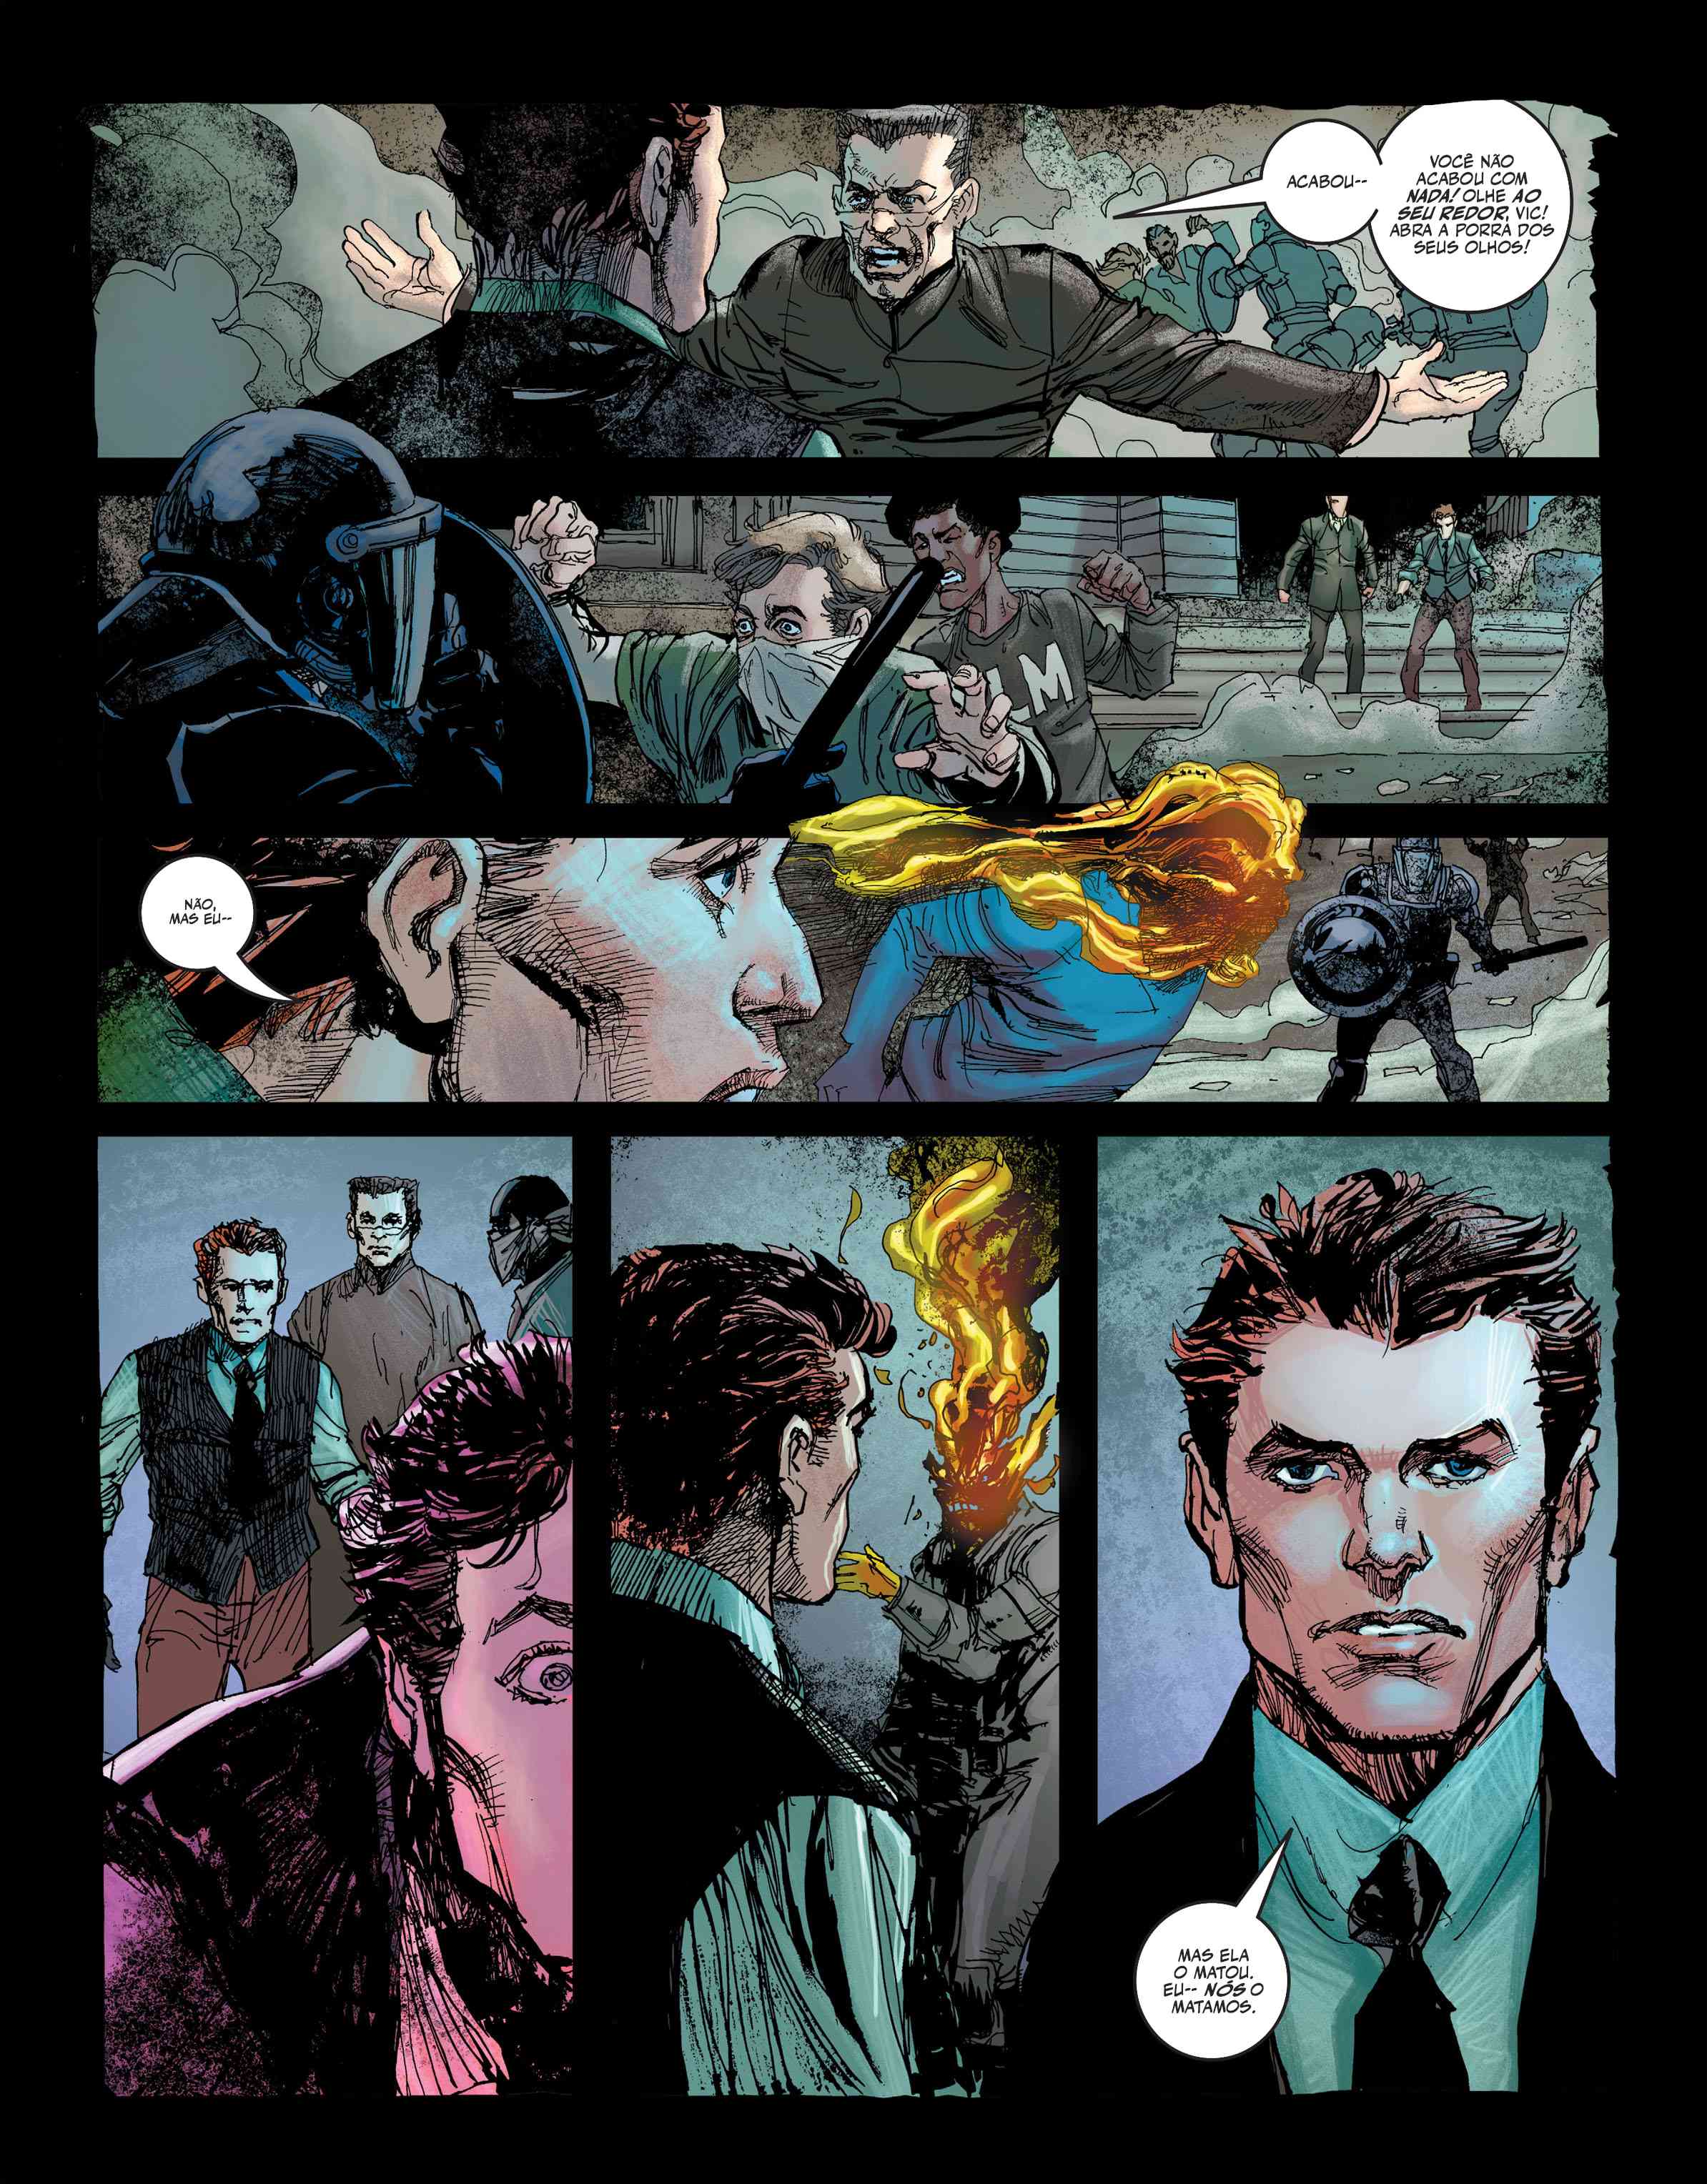 ACABOU--
VOCÊ NÃO
ACABOU COM
NADA! OLHE AO
SEU REDOR, VIC!
ABRA A PORRA DOS
SEUS OLHOS!
LM
NÃO,
MAS EU--
MAS ELA
O MATOU.
EU-- NÓS O
MATAMOS.